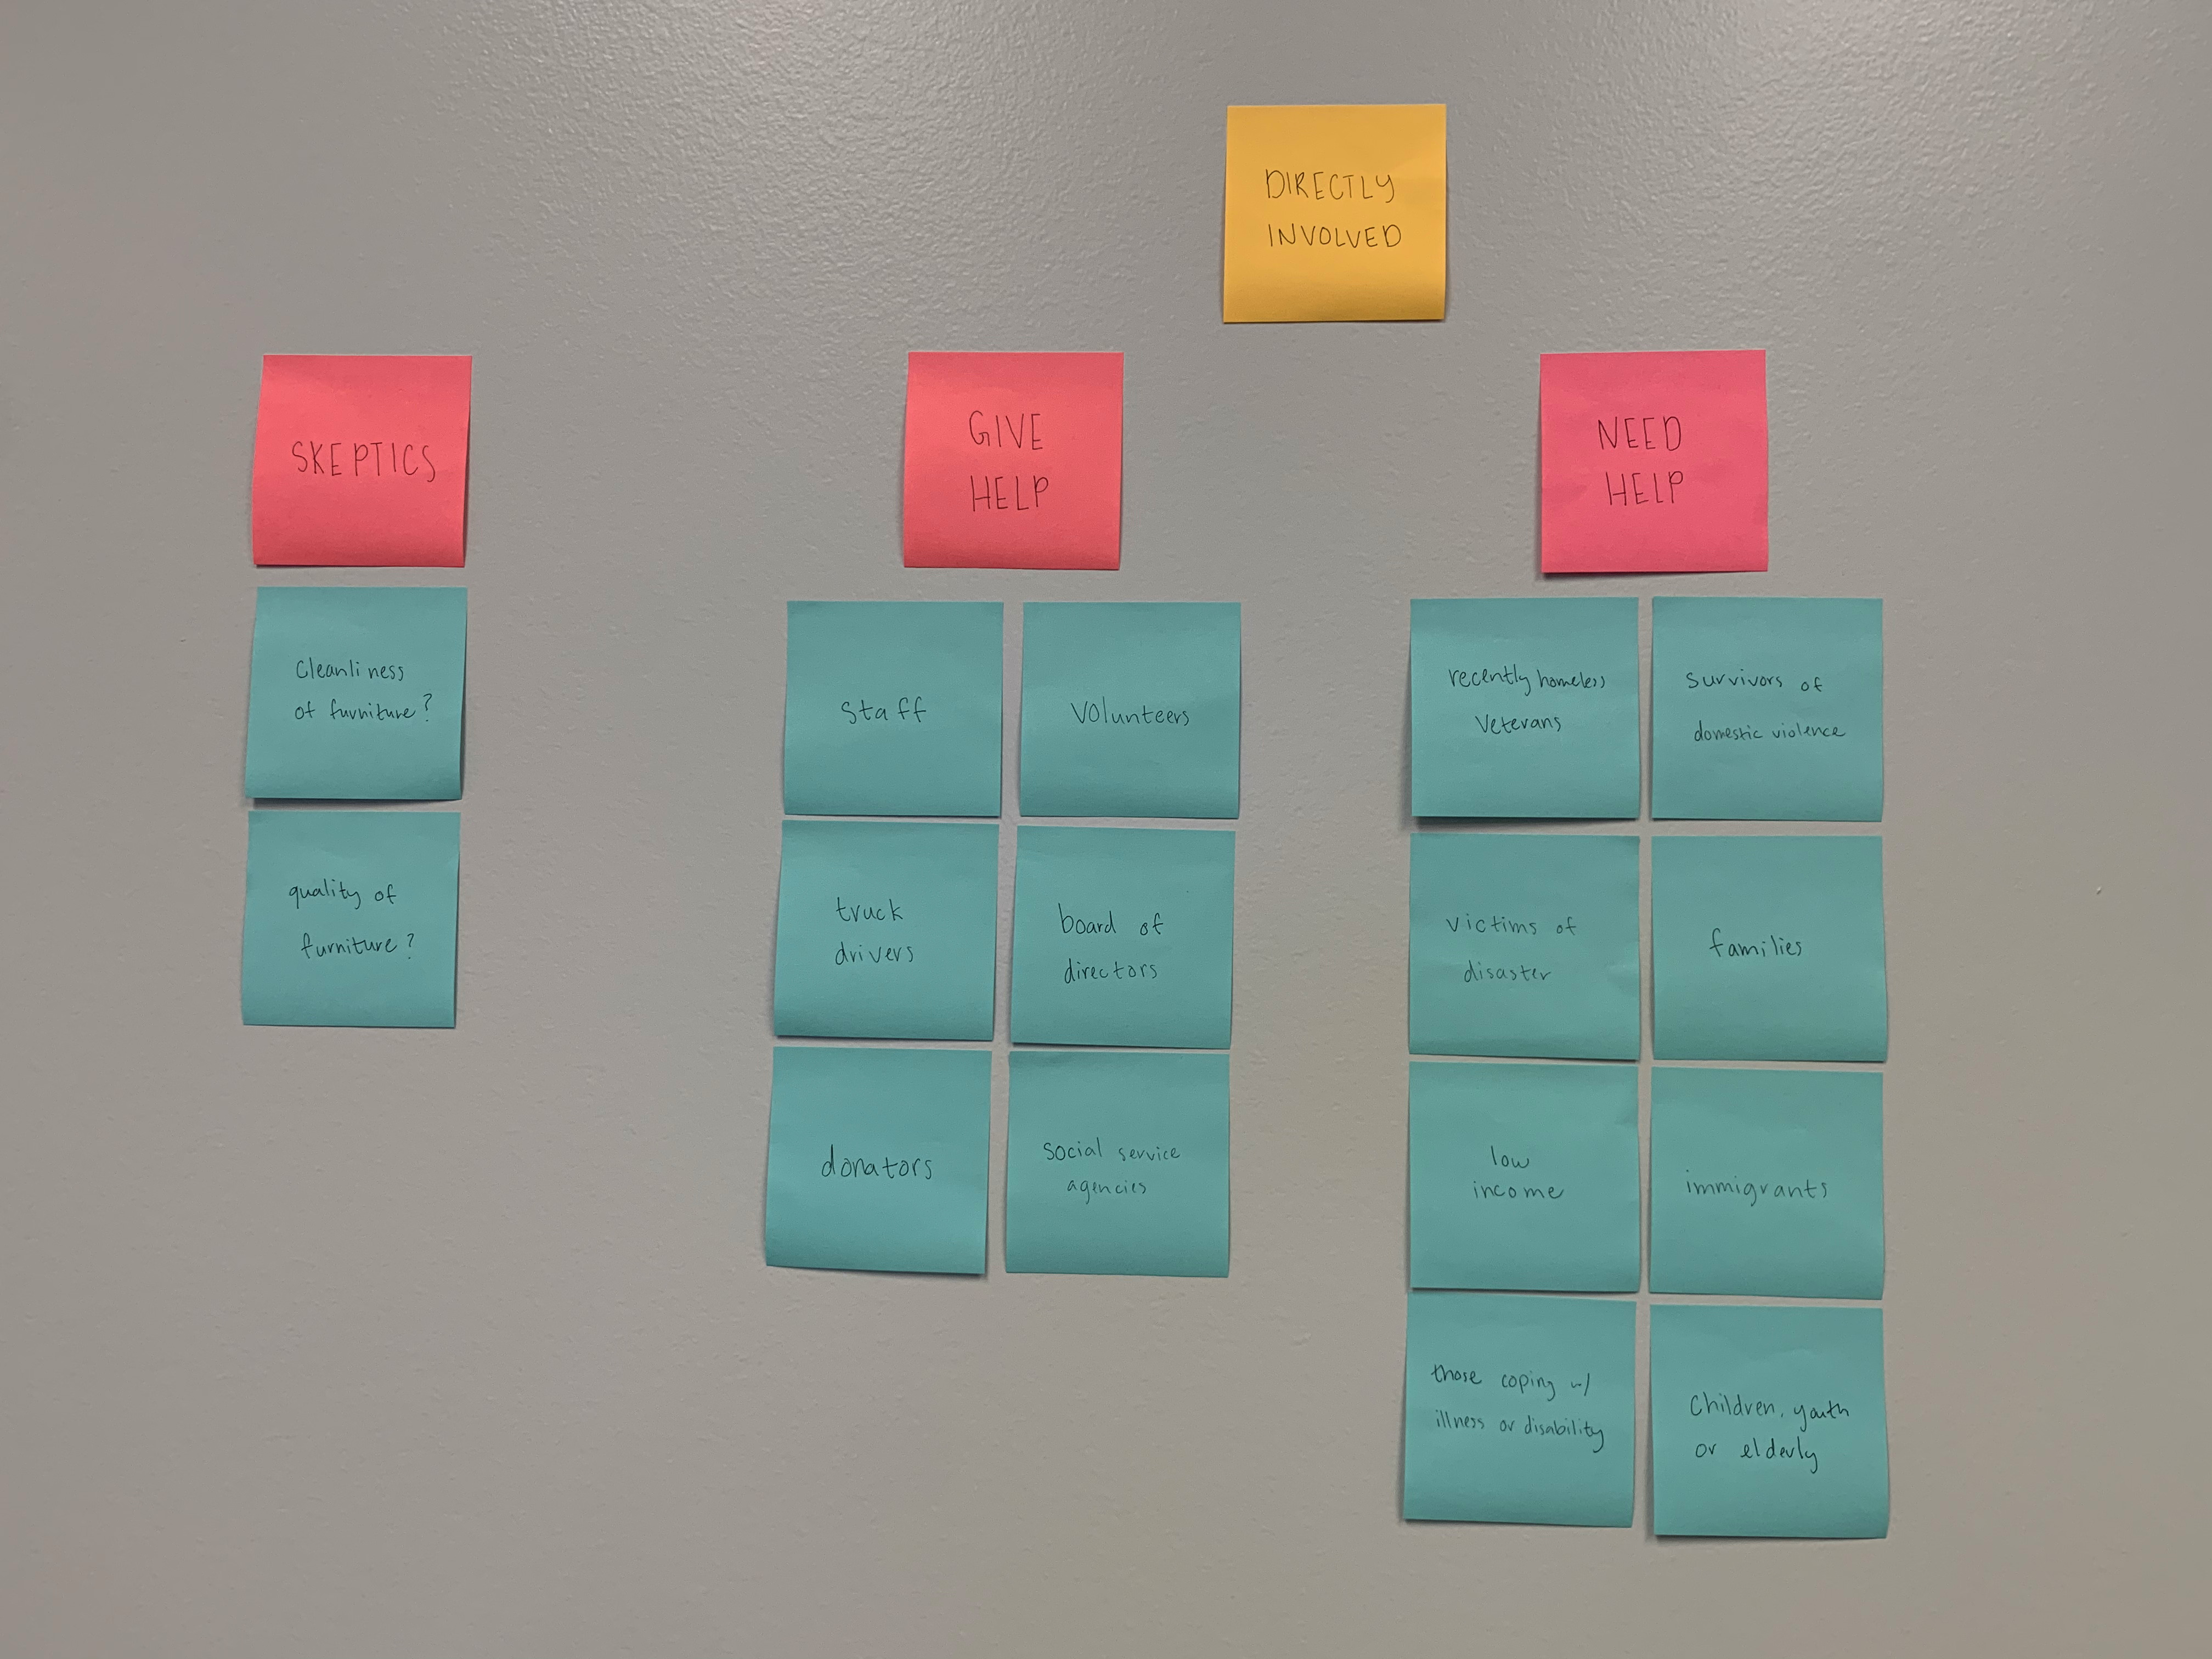 DIRECTLY
INVOLVED
SKEPTICS
Cleanliness
of furniture?
quality of
furniture?
GIVE
HELP
Staff
Volunteers
truck
drivers
board of
directors
donators
social service
agencies
NEED
HELP
recently homeless
Veterans
survivors of
domestic violence
victims of
disaster
families
low
income
immigrants
those coping w/
illness or disability
Children, youth
or elderly